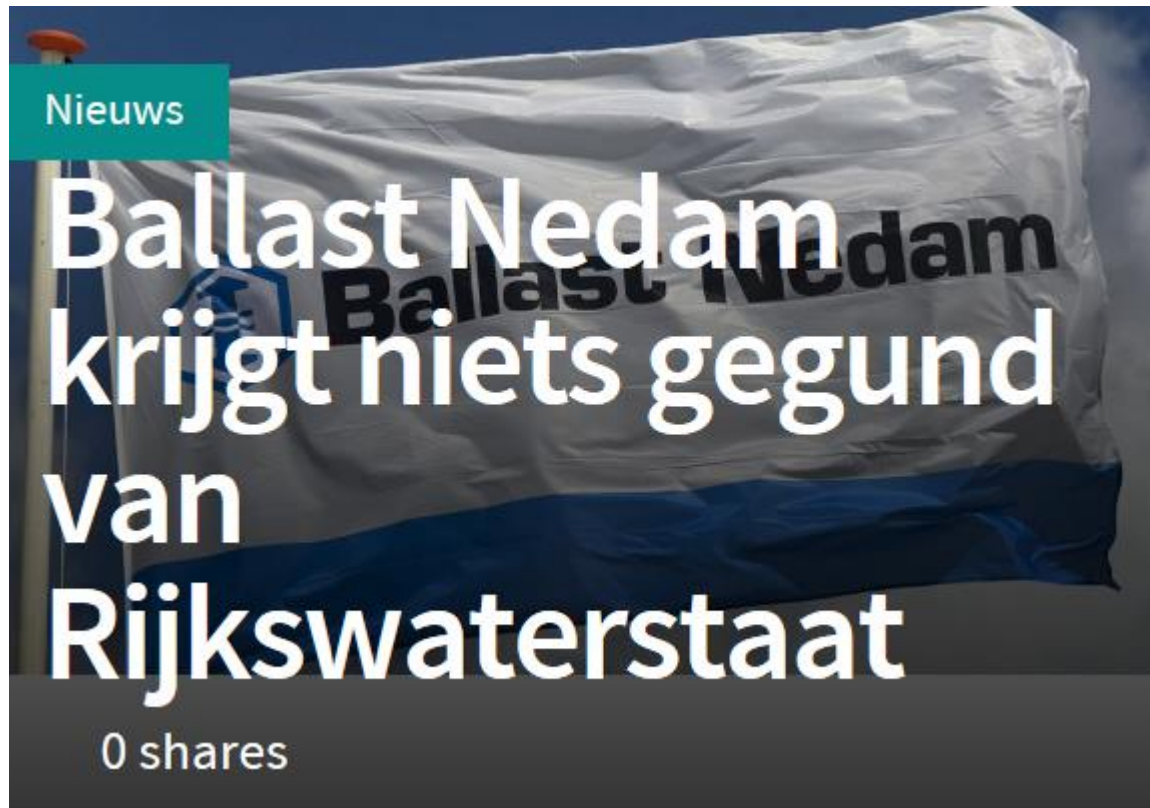 Nieuws
Ballast Nedam
Ballast Nedam
krijgt niets gegund
van
Rijkswaterstaat
0 shares